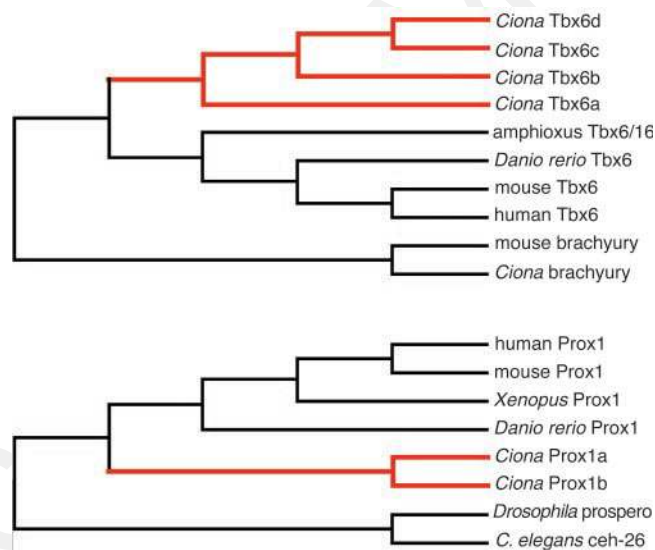 Ciona Tbx6d
Ciona Tbx6c
Ciona Tbx6b
Ciona Tbx6a
amphioxus Tbx6/16
Danio rerio Tbx6
mouse Tbx6
human Tbx6
mouse brachyury
Ciona brachyury
human Prox1
mouse Prox1
Xenopus Prox1
Danio rerio Prox1
Ciona Prox1a
Ciona Prox1b
Drosophila prospero
C. elegans ceh-26